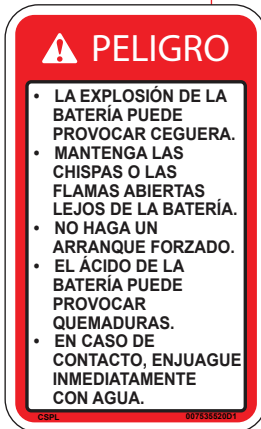 PELIGRO
• LA EXPLOSIÓN DE LA
BATERÍA PUEDE
PROVOCAR CEGUERA.
• MANTENGA LAS
CHISPAS O LAS
FLAMAS ABIERTAS
LEJOS DE LA BATERÍA.
• NO HAGA UN
ARRANQUE FORZADO.
• EL ÁCIDO DE LA
BATERÍA PUEDE
PROVOCAR
QUEMADURAS.
• EN CASO DE
CONTACTO, ENJUAGUE
INMEDIATAMENTE
CON AGUA.
CSPL 007535520D1